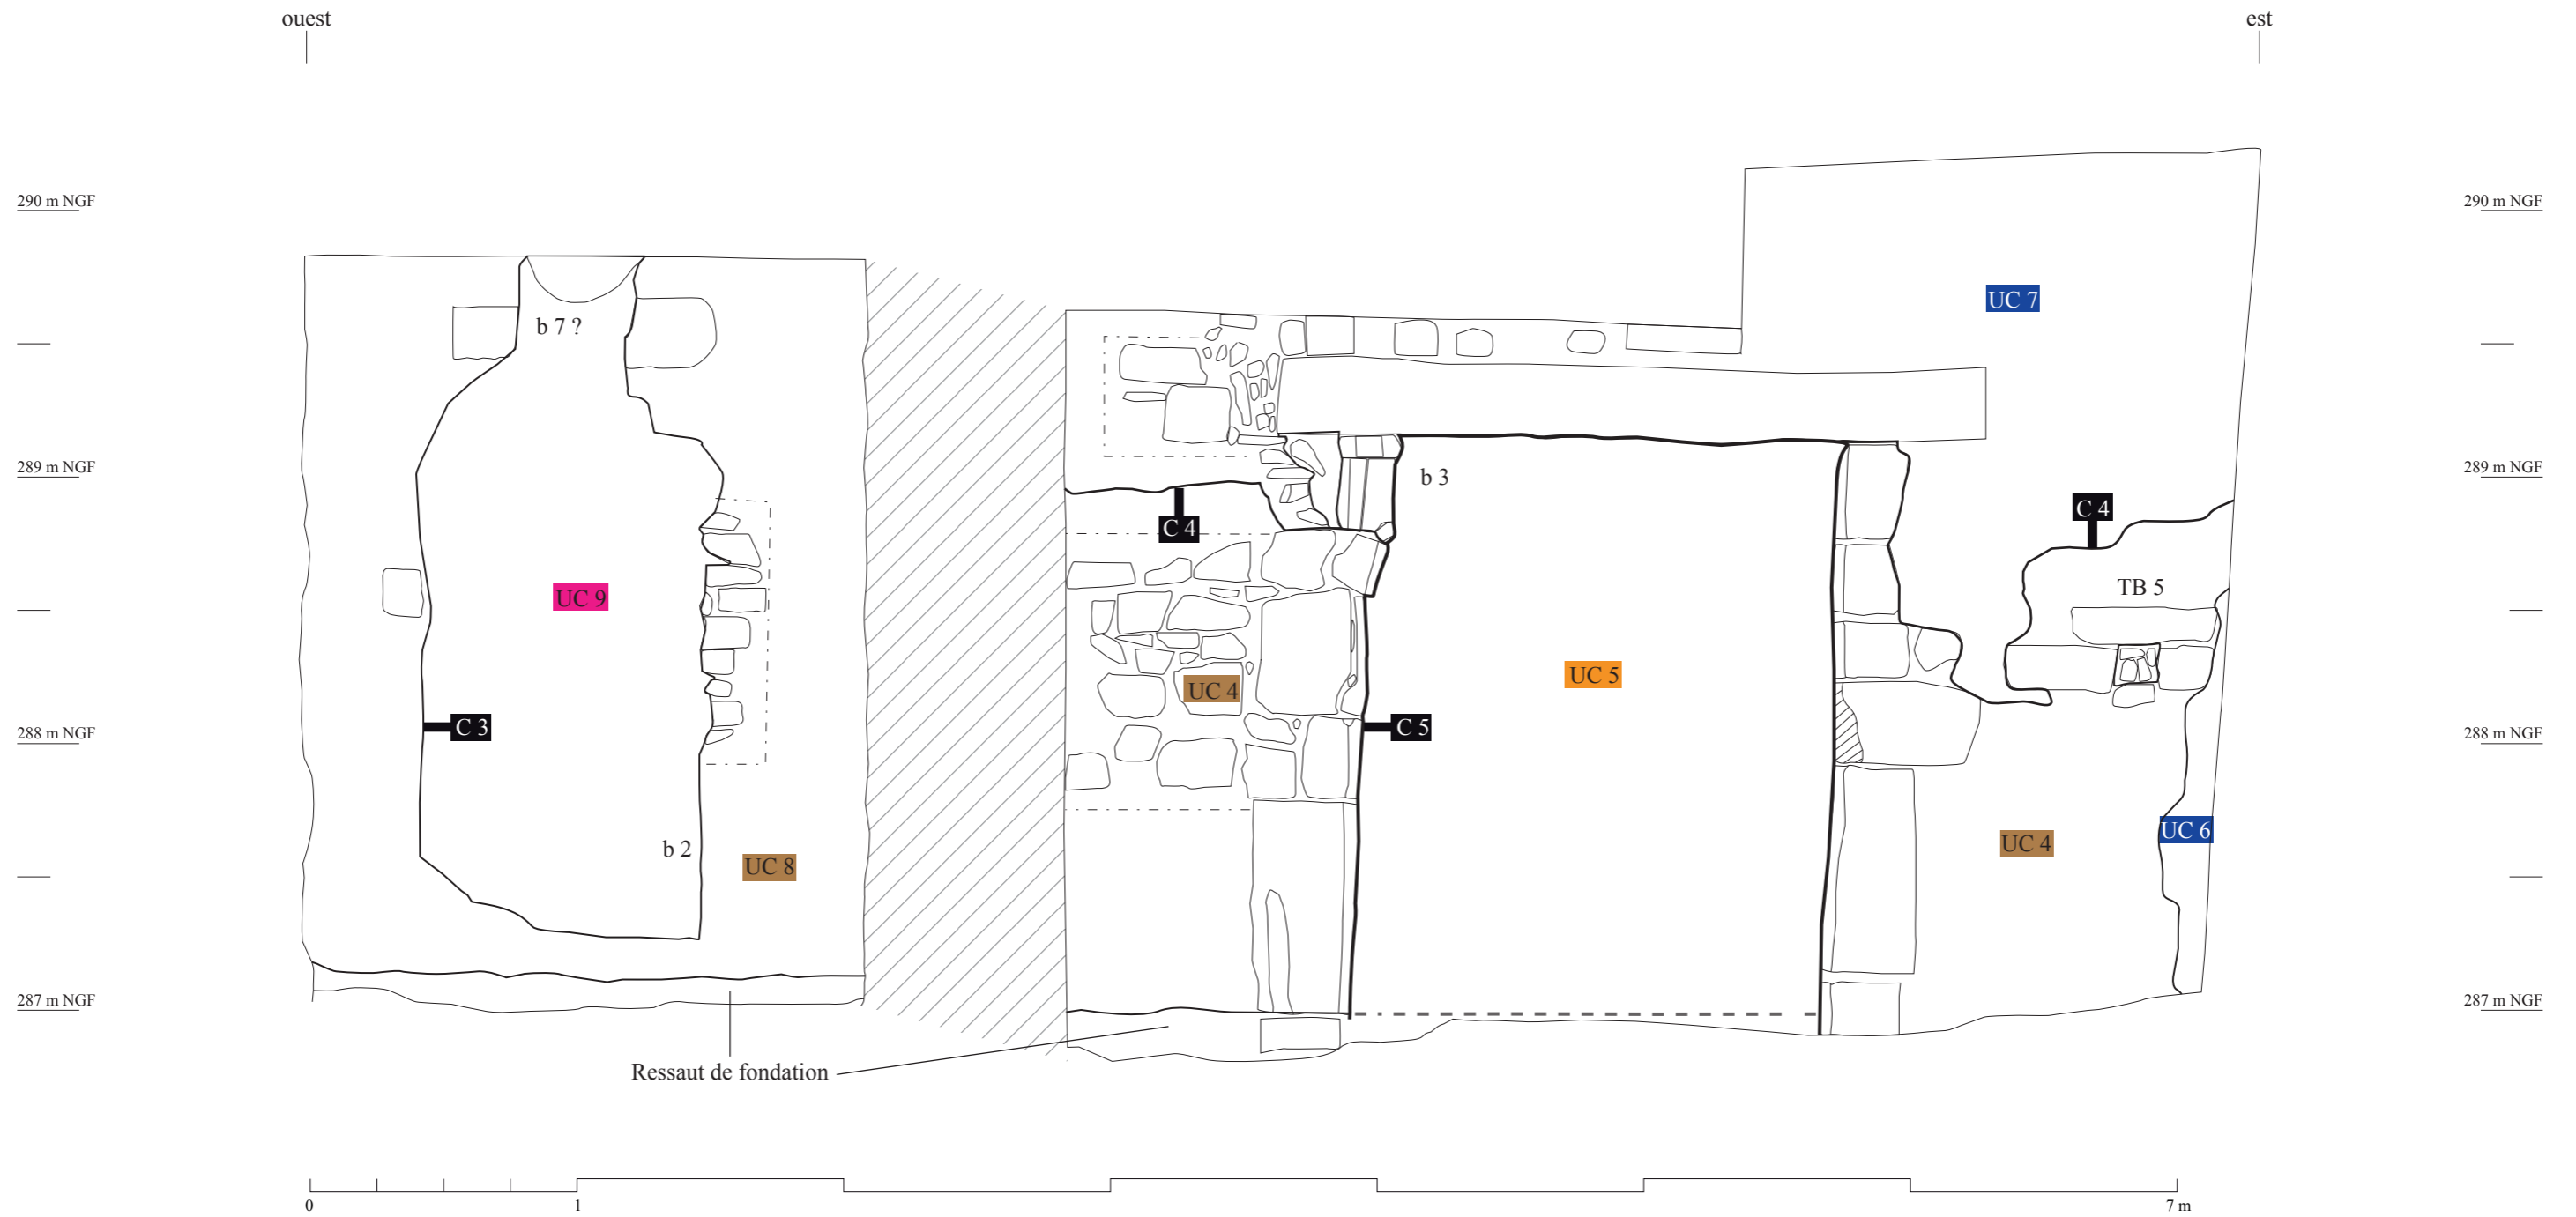 ouest
est
290 m NGF
290 m NGF
UC 7
b 7 ?
289 m NGF
289 m NGF
b 3
C 4
C 4
TB 5
UC 9
UC 5
UC 4
C 3
C 5
288 m NGF
288 m NGF
UC 6
b 2
UC 4
UC 8
287 m NGF
287 m NGF
Ressaut de fondation
0
1
7 m